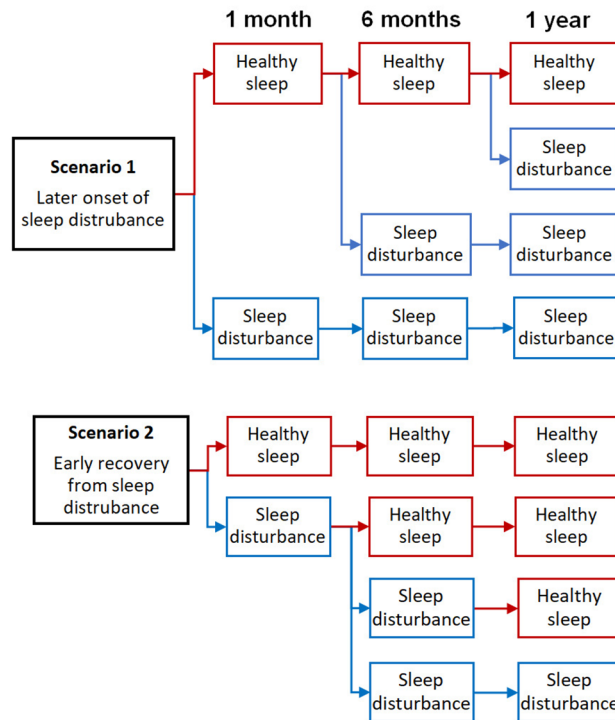 1 month 6 months 1 year
Healthy Healthy Healthy
sleep sleep sleep
Scenario 1
Later onset of
sleep distrubance
Sleep
disturbance
Sleep Sleep
disturbance disturbance
Sleep Sleep Sleep
disturbance disturbance disturbance
Scenario 2
Early recovery
from sleep
distrubance
Healthy Healthy Healthy
sleep sleep sleep
Sleep Healthy Healthy
disturbance sleep sleep
Sleep Healthy
disturbance sleep
Sleep Sleep
disturbance disturbance